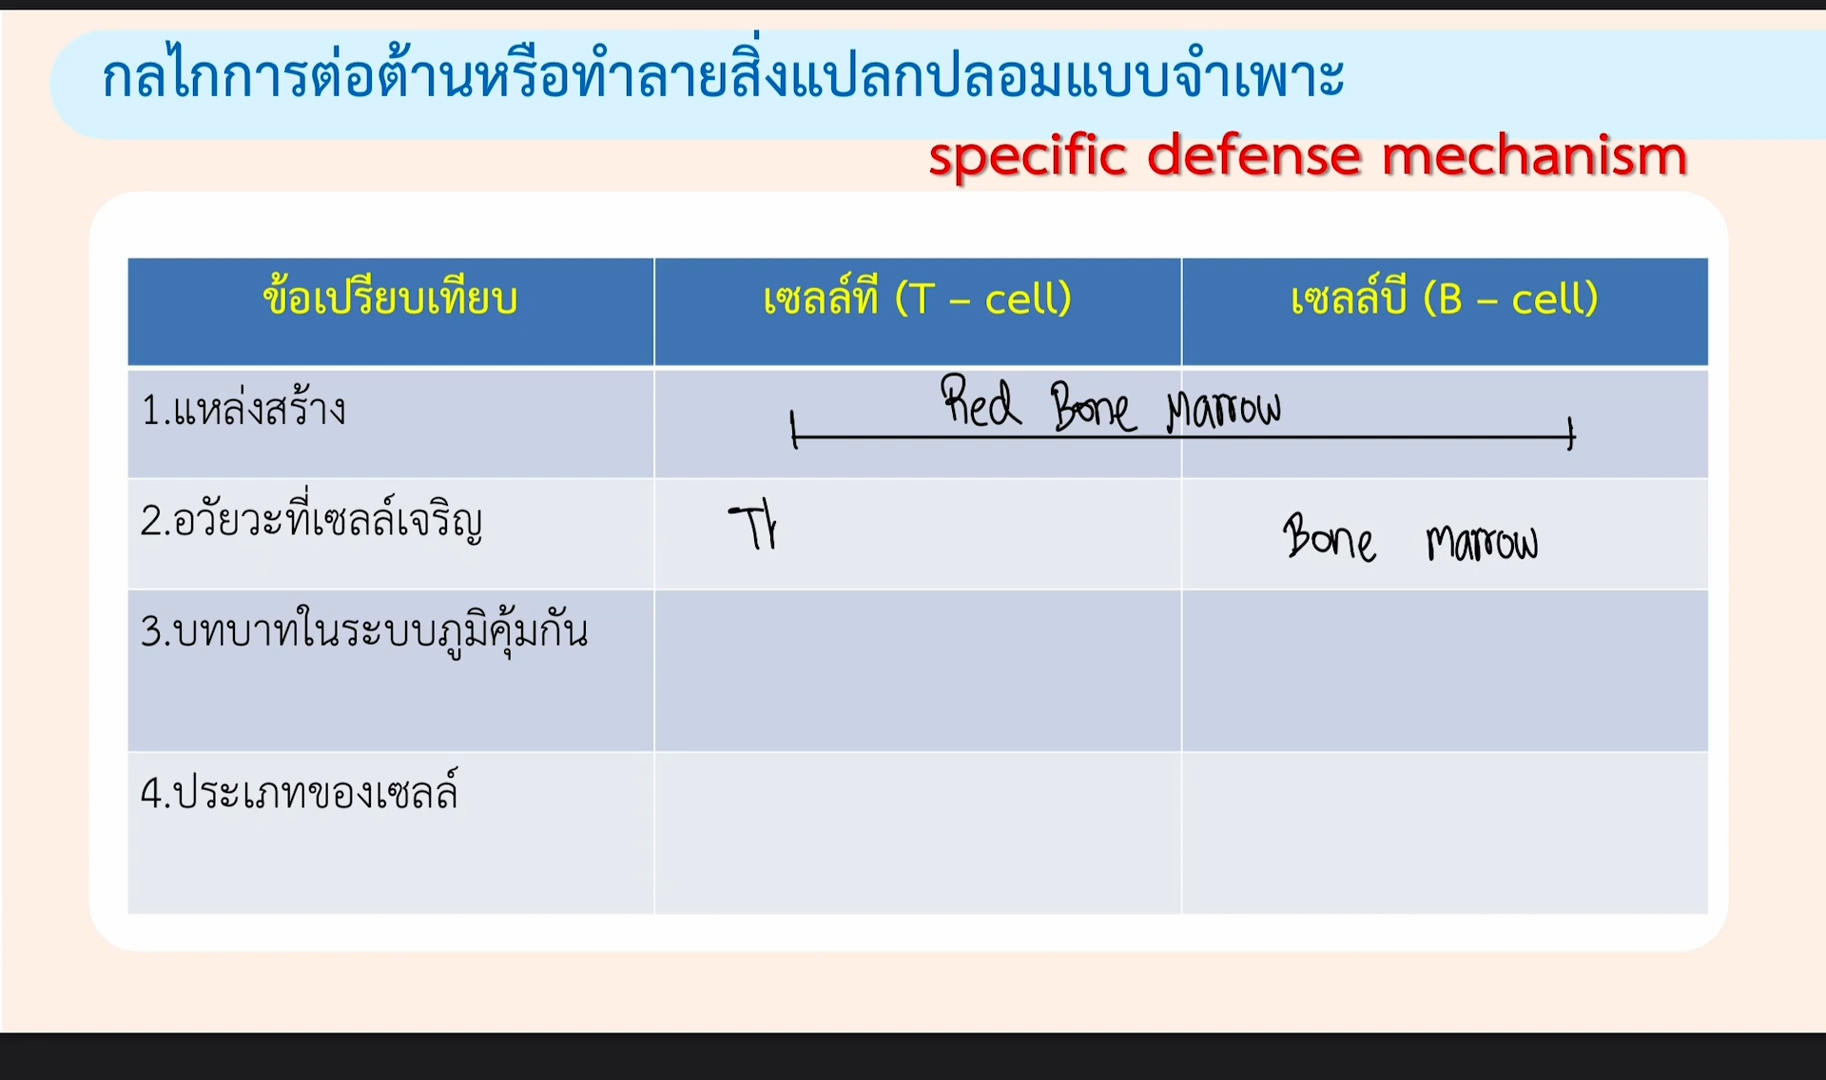 กลไกการต่อต้านหรือทำลายสิ่งแปลกปลอมแบบจำเพาะ
specific defense mechanism
ข้อเปรียบเทียบ เซลล์ที (T – cell) เซลล์บี (B – cell)
1.แหล่งสร้าง Red Bone Marrow
2.อวัยวะที่เซลล์เจริญ Th Bone marrow
3.บทบาทในระบบภูมิคุ้มกัน
4.ประเภทของเซลล์